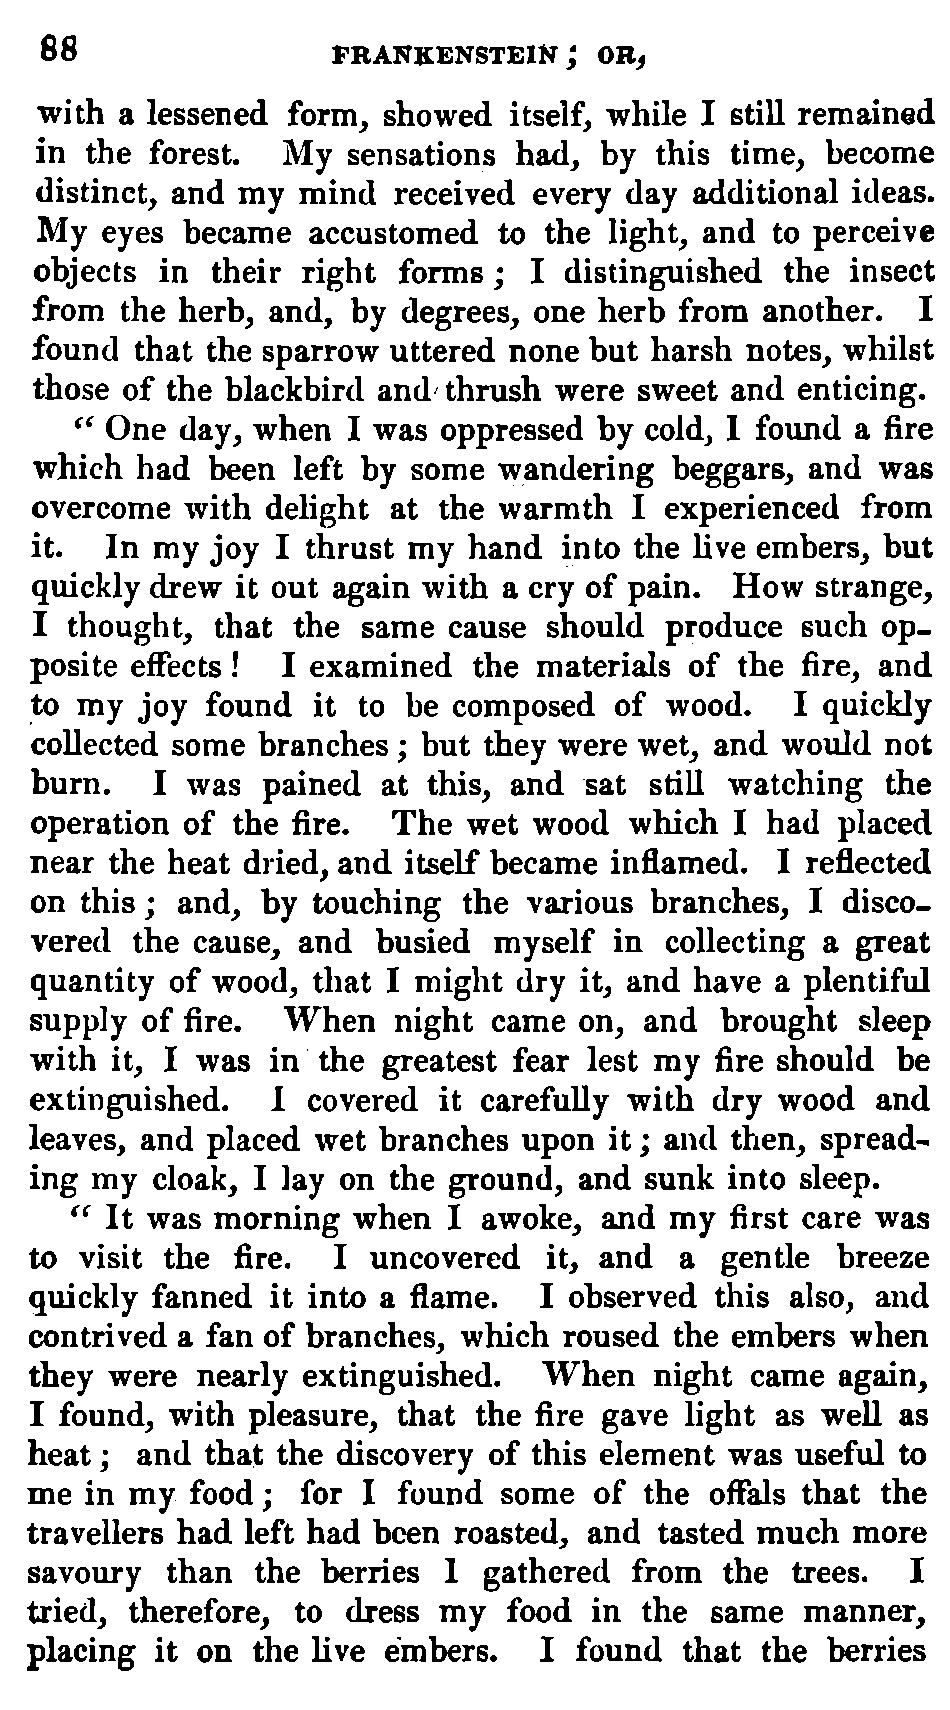 88 FRANKENSTEIN; OR,
with a lessened form, showed itself, while I still remained
in the forest. My sensations had, by this time, become
distinct, and my mind received every day additional ideas.
My eyes became accustomed to the light, and to perceive
objects in their right forms; I distinguished the insect
from the herb, and, by degrees, one herb from another. I
found that the sparrow uttered none but harsh notes, whilst
those of the blackbird and thrush were sweet and enticing.
“ One day, when I was oppressed by cold, I found a fire
which had been left by some wandering beggars, and was
overcome with delight at the warmth I experienced from
it. In my joy I thrust my hand into the live embers, but
quickly drew it out again with a cry of pain. How strange,
I thought, that the same cause should produce such op-
posite effects! I examined the materials of the fire, and
to my joy found it to be composed of wood. I quickly
collected some branches; but they were wet, and would not
burn. I was pained at this, and sat still watching the
operation of the fire. The wet wood which I had placed
near the heat dried, and itself became inflamed. I reflected
on this; and, by touching the various branches, I disco-
vered the cause, and busied myself in collecting a great
quantity of wood, that I might dry it, and have a plentiful
supply of fire. When night came on, and brought sleep
with it, I was in the greatest fear lest my fire should be
extinguished. I covered it carefully with dry wood and
leaves, and placed wet branches upon it; and then, spread-
ing my cloak, I lay on the ground, and sunk into sleep.
“ It was morning when I awoke, and my first care was
to visit the fire. I uncovered it, and a gentle breeze
quickly fanned it into a flame. I observed this also, and
contrived a fan of branches, which roused the embers when
they were nearly extinguished. When night came again,
I found, with pleasure, that the fire gave light as well as
heat; and that the discovery of this element was useful to
me in my food; for I found some of the offals that the
travellers had left had been roasted, and tasted much more
savoury than the berries I gathered from the trees. I
tried, therefore, to dress my food in the same manner,
placing it on the live embers. I found that the berries